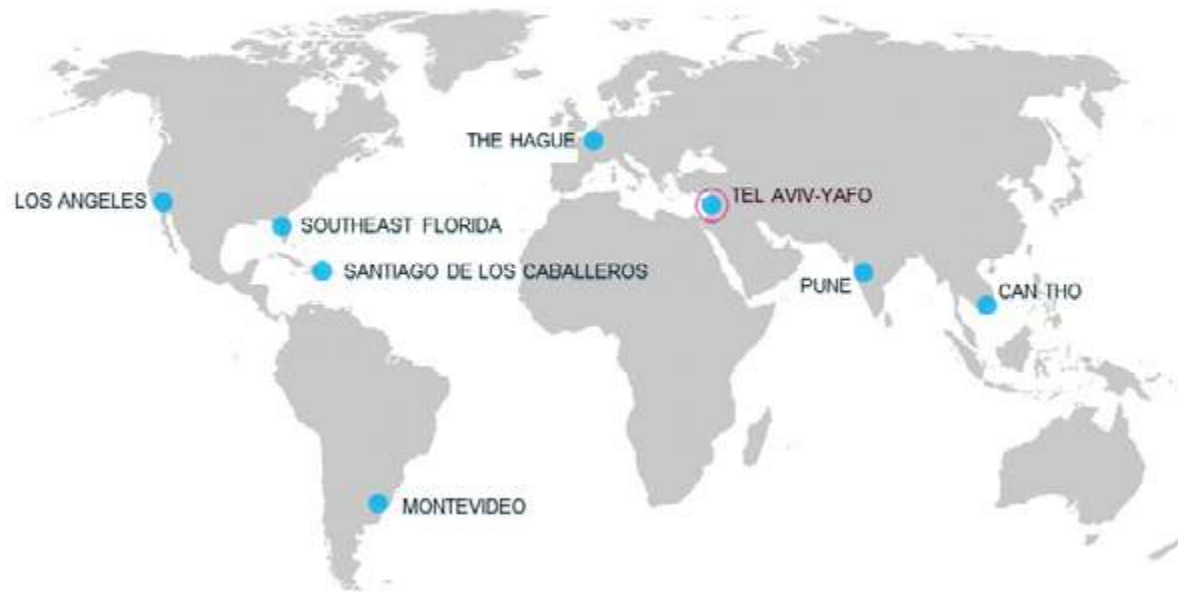 THE HAGUE
TEL AVIV-YAFO
LOS ANGELES
SOUTHEAST FLORIDA
SANTIAGO DE LOS CABALLEROS
PUNE
CAN THO
MONTEVIDEO